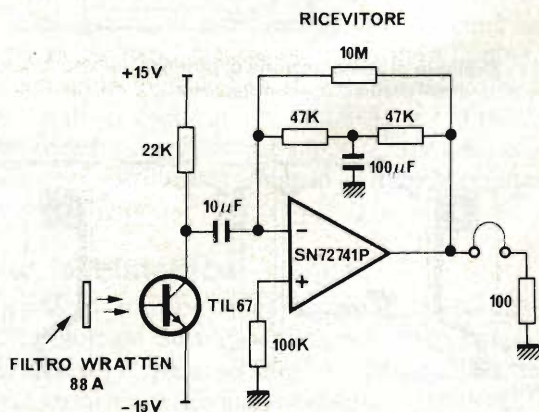 RICEVITORE
10M
+15V
47K
47K
22K
100µF
10µF
-
SN72741P
+
TIL67
100
100K
FILTRO WRATTEN
88A
-15V